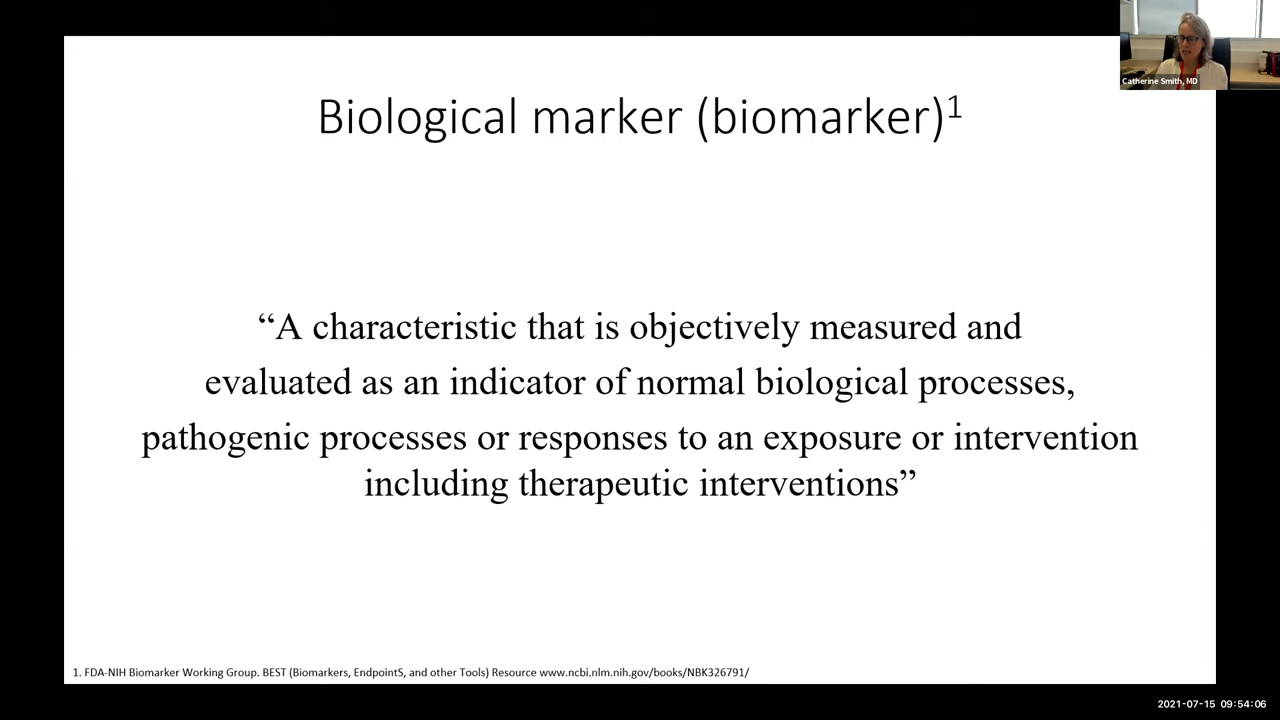 Catherine Smith, MD
Biological marker (biomarker)¹
“A characteristic that is objectively measured and
evaluated as an indicator of normal biological processes,
pathogenic processes or responses to an exposure or intervention
including therapeutic interventions”
1. FDA-NIH Biomarker Working Group. BEST (Biomarkers, EndpointS, and other Tools) Resource www.ncbi.nlm.nih.gov/books/NBK326791/
2021-07-15 09:54:06